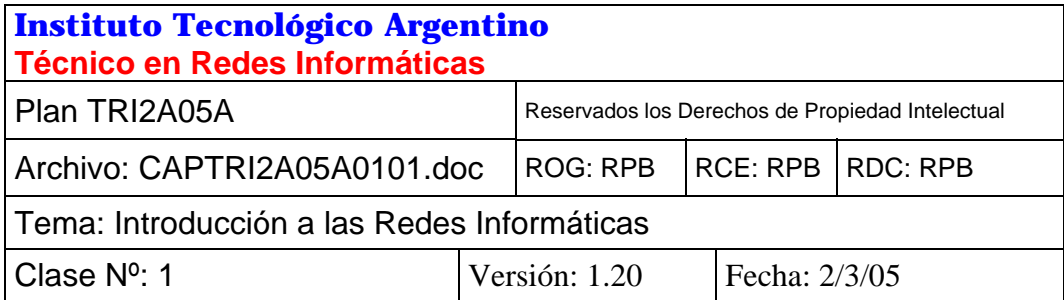 Instituto Tecnológico Argentino
Técnico en Redes Informáticas
Plan TRI2A05A Reservados los Derechos de Propiedad Intelectual
Archivo: CAPTRI2A05A0101.doc ROG: RPB RCE: RPB RDC: RPB
Tema: Introducción a las Redes Informáticas
Clase Nº: 1 Versión: 1.20 Fecha: 2/3/05